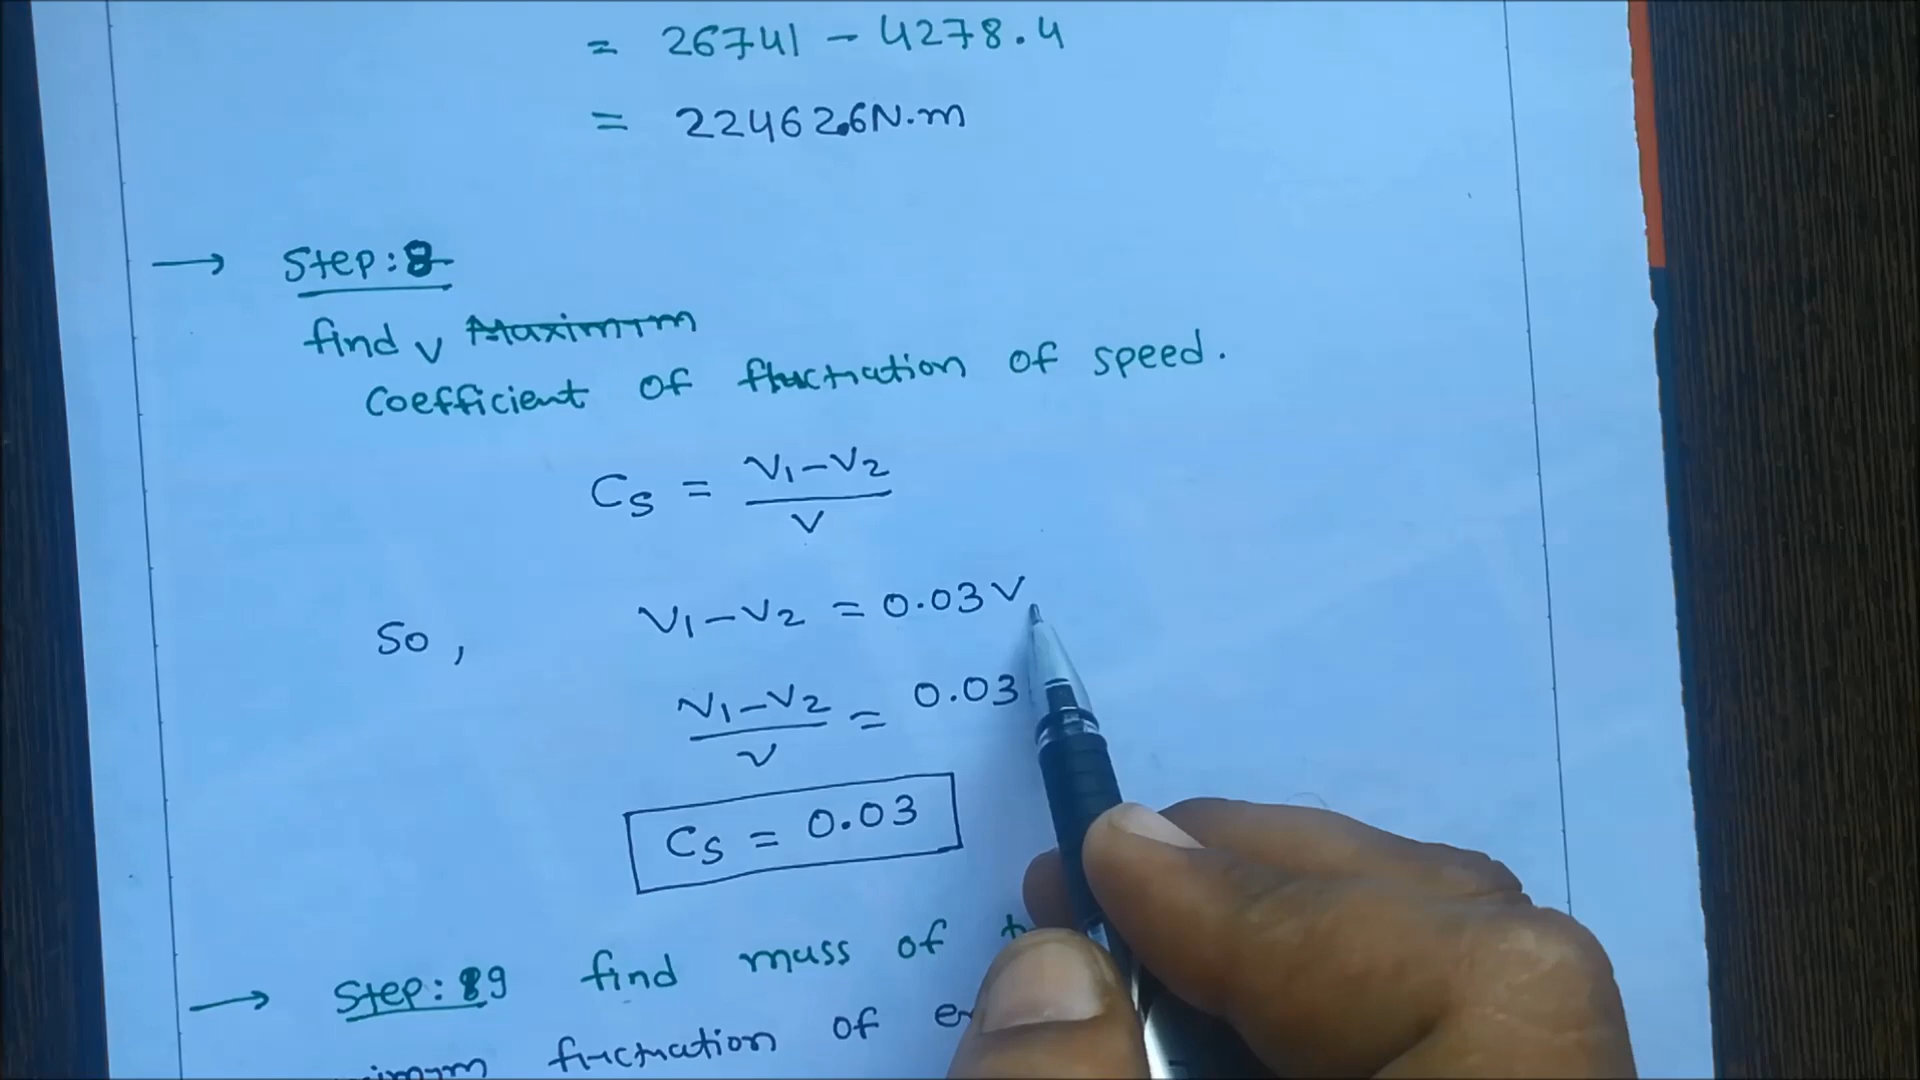 = 26741 - 4278.4
= 22462.6 N.m
→ Step: 8
find v Maximum
Coefficient of fluctuation of speed.
Cs = V1-V2 / V
So, V1-V2 = 0.03 V
V1-V2 / V = 0.03
Cs = 0.03
→ Step: 9 find mass of
fluctuation of